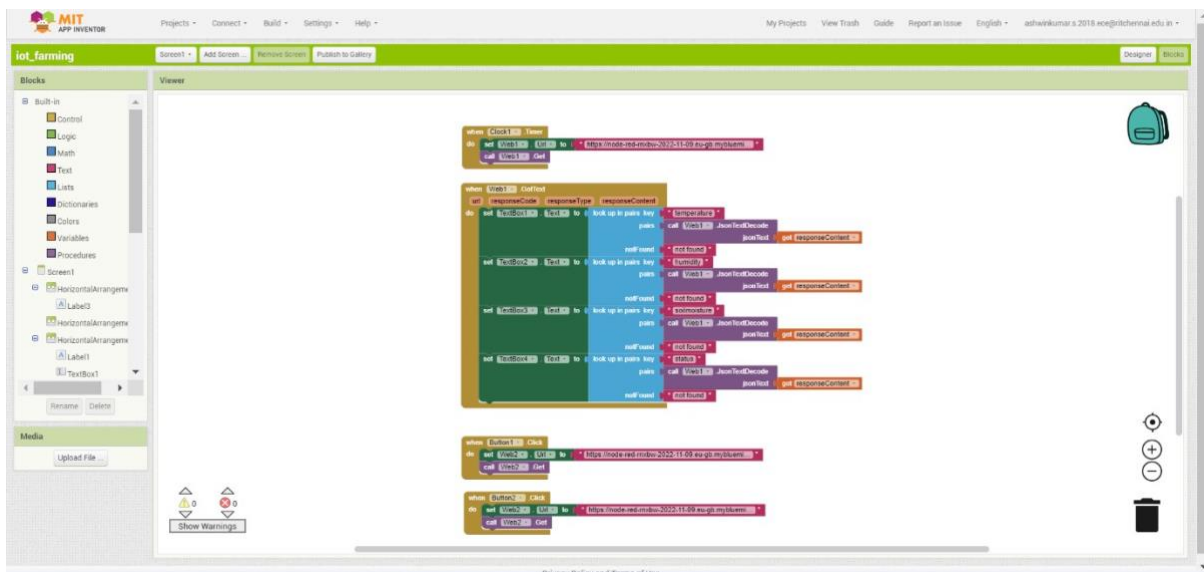 MIT
APP INVENTOR
Projects Connect Build Settings Help My Projects View Trash Guide Report an Issue English ashwinkumar.s.2018.ece@ritchennai.edu.in
iot_farming Screen1 Add Screen ... Remove Screen Publish to Gallery Designer Blocks
Blocks
Built-in
Control
Logic
Math
Text
Lists
Dictionaries
Colors
Variables
Procedures
Screen1
HorizontalArrangeme
Label3
HorizontalArrangeme
HorizontalArrangeme
Label1
TextBox1
Rename Delete
Media
Upload File ...
Viewer
when Clock1 .Timer
do set Web1 . Url to " https://node-red-mxbw-2022-11-09.eu-gb.mybluemi... "
call Web1 .Get
when Web1 .GotText
url responseCode responseType responseContent
do set TextBox1 . Text to look up in pairs key " temperature "
pairs call Web1 .JsonTextDecode
jsonText get responseContent
notFound " not found "
set TextBox2 . Text to look up in pairs key " humidity "
pairs call Web1 .JsonTextDecode
jsonText get responseContent
notFound " not found "
set TextBox3 . Text to look up in pairs key " soilmoisture "
pairs call Web1 .JsonTextDecode
jsonText get responseContent
notFound " not found "
set TextBox4 . Text to look up in pairs key " status "
pairs call Web1 .JsonTextDecode
jsonText get responseContent
notFound " not found "
when Button1 .Click
do set Web2 . Url to " https://node-red-mxbw-2022-11-09.eu-gb.mybluemi... "
call Web2 .Get
when Button2 .Click
do set Web2 . Url to " https://node-red-mxbw-2022-11-09.eu-gb.mybluemi... "
call Web2 .Get
0 0
Show Warnings